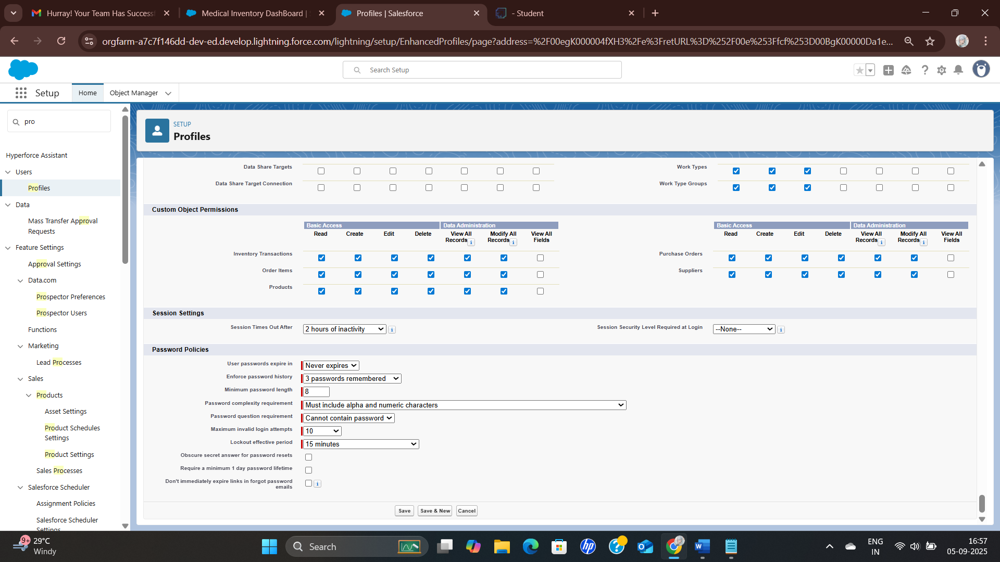 Hurray! Your Team Has Success
Medical Inventory DashBoard |
Profiles | Salesforce
- Student
orgfarm-a7c7f146dd-dev-ed.develop.lightning.force.com/lightning/setup/EnhancedProfiles/page?address=%2F00egK000004fXH3%2Fe%3FretURL%3D%252F00e%253Ffcf%253D00BgK00000Da1e...
Search Setup
Setup
Home
Object Manager
pro
Hyperforce Assistant
Users
Profiles
Data
Mass Transfer Approval
Requests
Feature Settings
Approval Settings
Data.com
Prospector Preferences
Prospector Users
Functions
Marketing
Lead Processes
Sales
Products
Asset Settings
Product Schedules
Settings
Product Settings
Sales Processes
Salesforce Scheduler
Assignment Policies
Salesforce Scheduler
Settings
SETUP
Profiles
Data Share Targets
Work Types
Data Share Target Connection
Work Type Groups
Custom Object Permissions
Basic Access Data Administration
Read Create Edit Delete View All Records Modify All Records View All Fields
Basic Access Data Administration
Read Create Edit Delete View All Records Modify All Records View All Fields
Inventory Transactions
Purchase Orders
Order Items
Suppliers
Products
Session Settings
Session Times Out After 2 hours of inactivity
Session Security Level Required at Login --None--
Password Policies
User passwords expire in Never expires
Enforce password history 3 passwords remembered
Minimum password length 8
Password complexity requirement Must include alpha and numeric characters
Password question requirement Cannot contain password
Maximum invalid login attempts 10
Lockout effective period 15 minutes
Obscure secret answer for password resets
Require a minimum 1 day password lifetime
Don't immediately expire links in forgot password
emails
Save Save & New Cancel
9+
29°C
Windy
Search
ENG
IN
16:57
05-09-2025